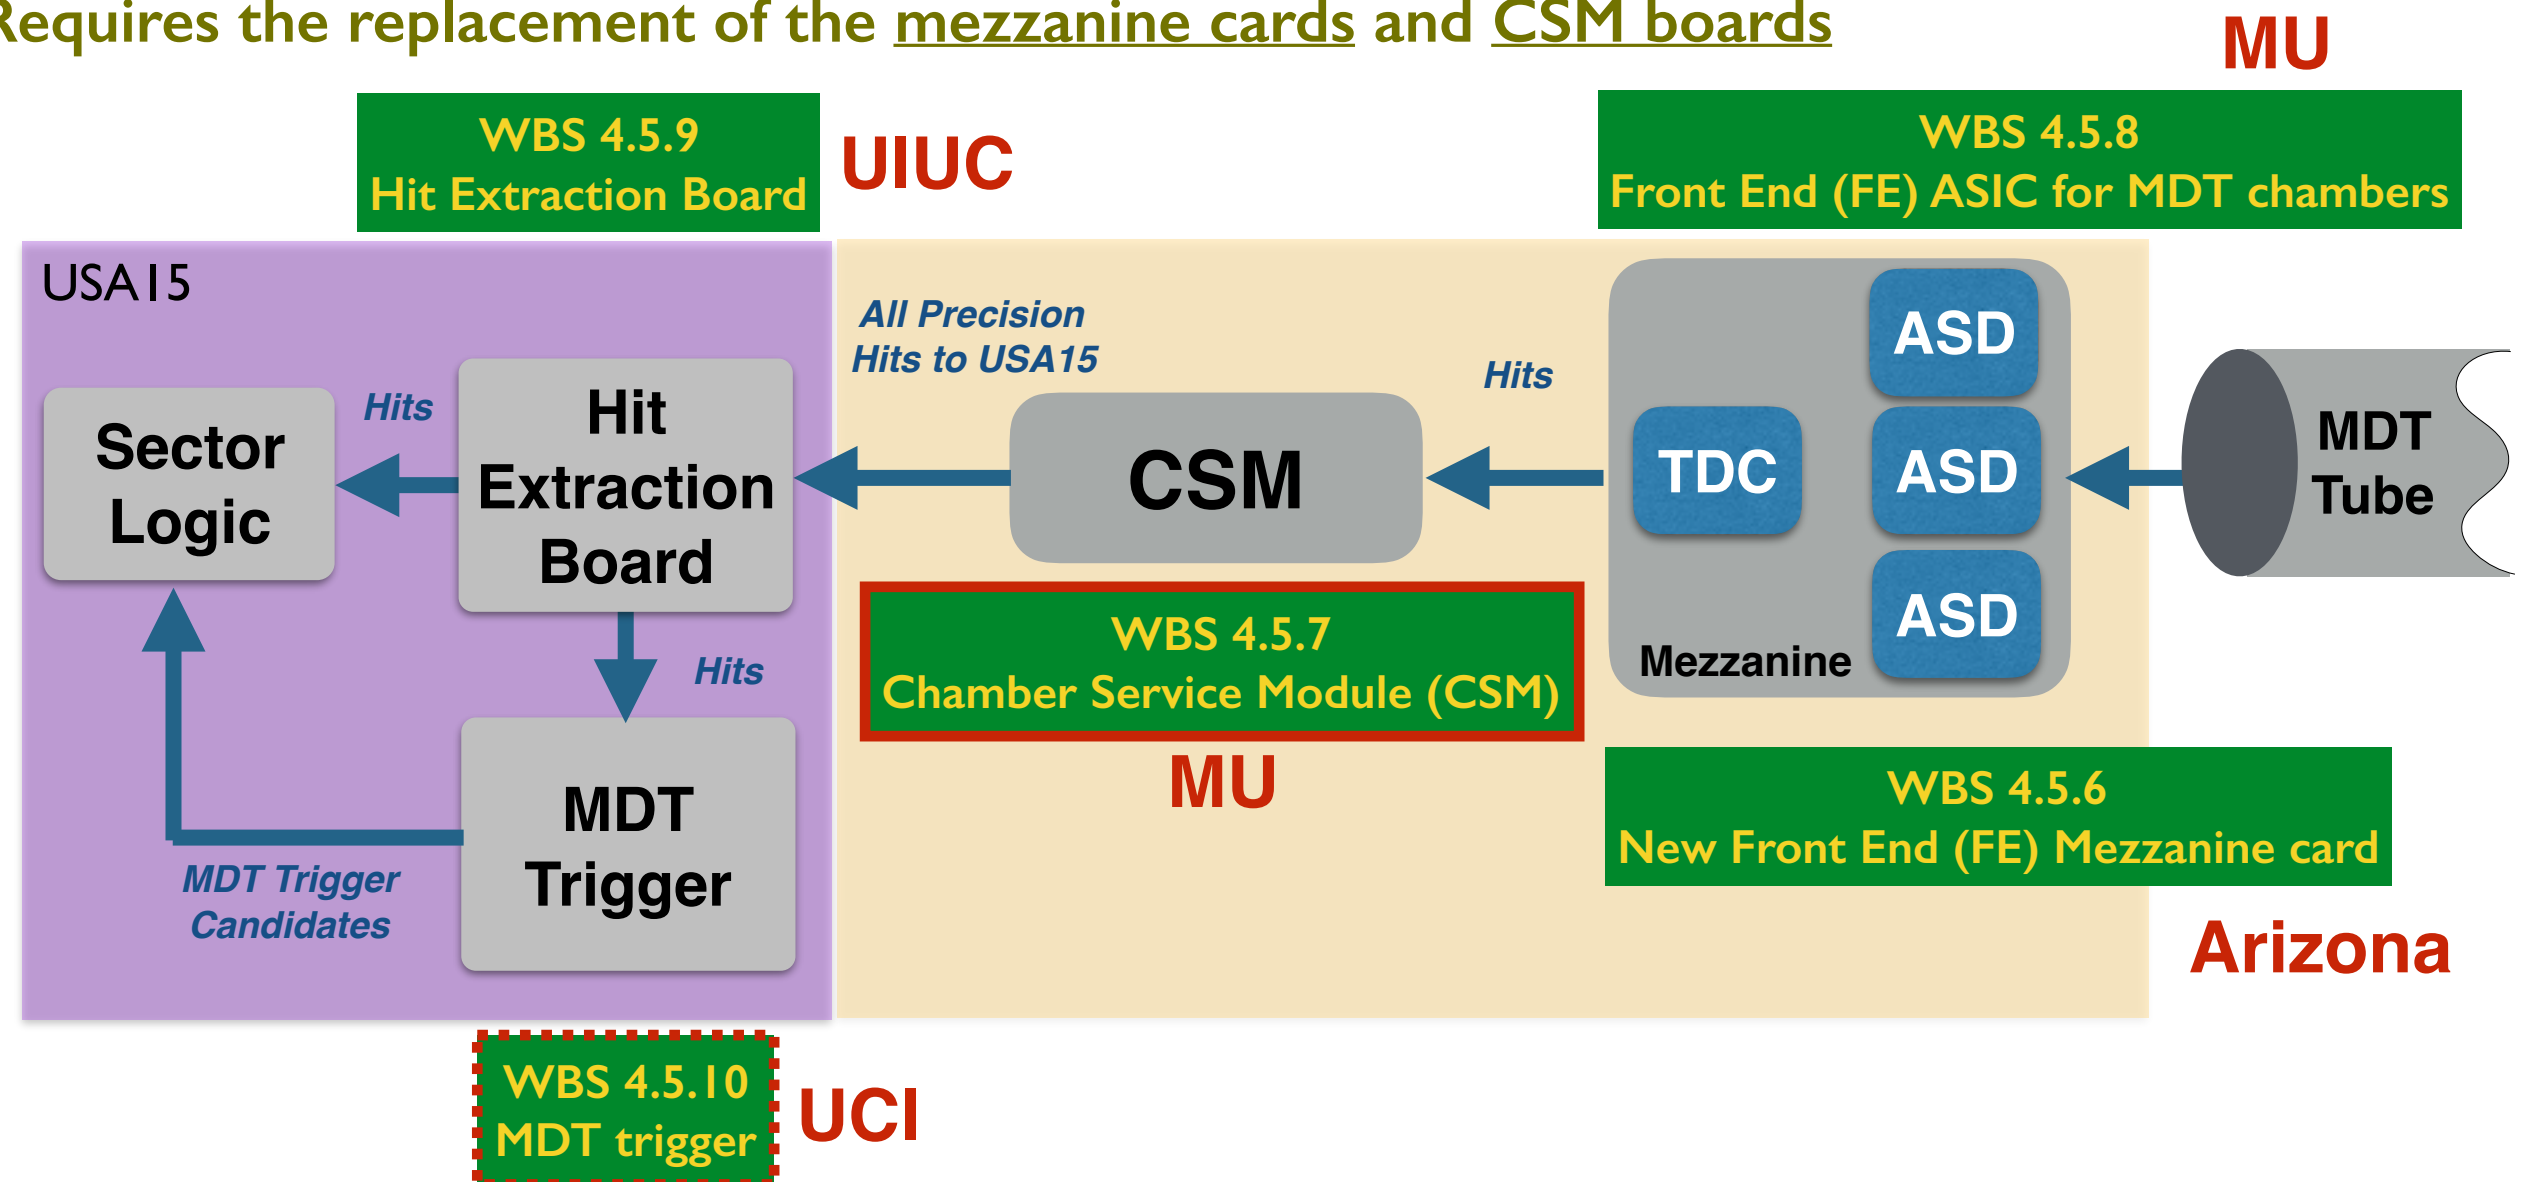 Requires the replacement of the mezzanine cards and CSM boards
MU
WBS 4.5.9
Hit Extraction Board
UIUC
WBS 4.5.8
Front End (FE) ASIC for MDT chambers
USA15
All Precision
Hits to USA15
Hits
ASD
Hits
Sector
Logic
Hit
Extraction
Board
CSM
TDC
ASD
MDT
Tube
ASD
Mezzanine
WBS 4.5.7
Chamber Service Module (CSM)
MU
Hits
MDT
Trigger
MDT Trigger
Candidates
WBS 4.5.6
New Front End (FE) Mezzanine card
Arizona
WBS 4.5.10
MDT trigger
UCI